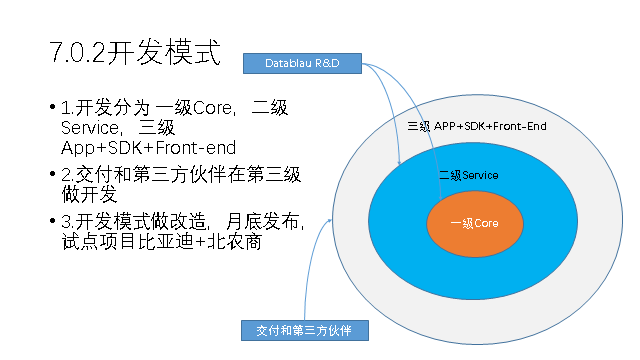 7.0.2开发模式
Datablau R&D
• 1.开发分为 一级Core，二级
Service，三级
App+SDK+Front-end
• 2.交付和第三方伙伴在第三级
做开发
• 3.开发模式做改造，月底发布，
试点项目比亚迪+北农商
三级 APP+SDK+Front-End
二级Service
一级Core
交付和第三方伙伴